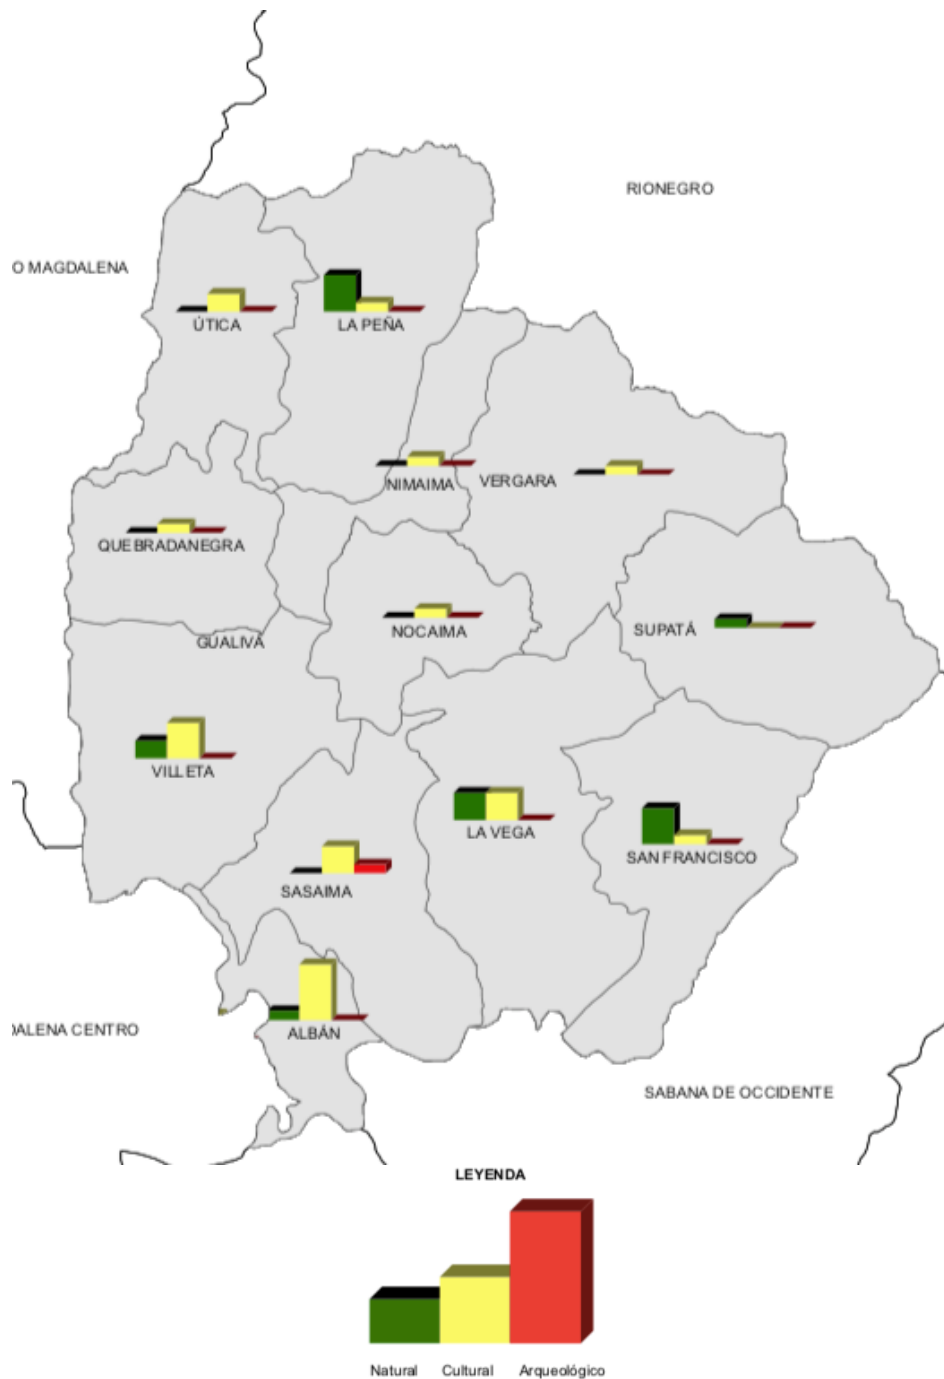 RIONEGRO
O MAGDALENA
ÚTICA
LA PEÑA
NIMAIMA
VERGARA
QUEBRADANEGRA
NOCAIMA
SUPATÁ
GUALIVÁ
VILLETA
LA VEGA
SAN FRANCISCO
SASAIMA
DALENA CENTRO
ALBÁN
SABANA DE OCCIDENTE
LEYENDA
Natural Cultural Arqueológico